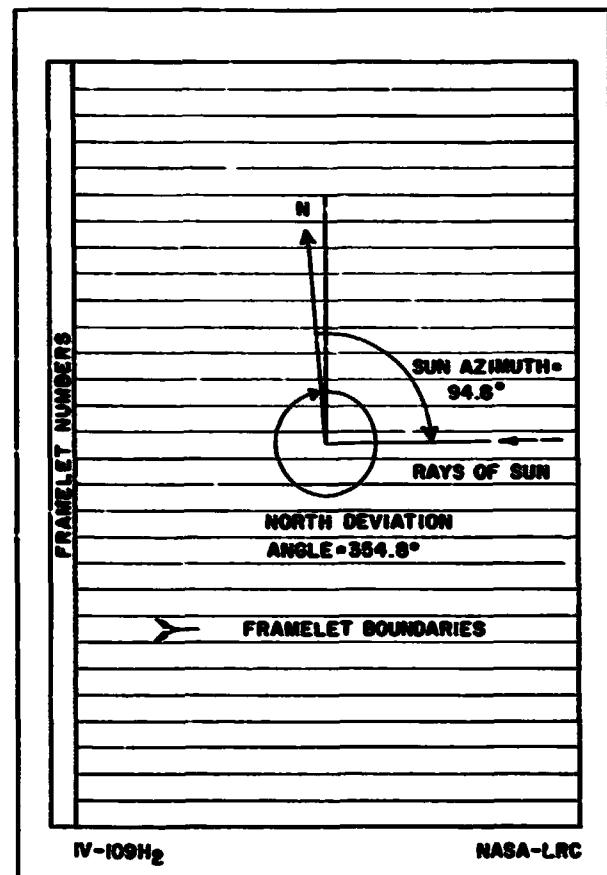 N
FRAMELET NUMBERS
SUN AZIMUTH=
94.8°
RAYS OF SUN
NORTH DEVIATION
ANGLE=354.8°
FRAMELET BOUNDARIES
IV-109H2
NASA-LRC